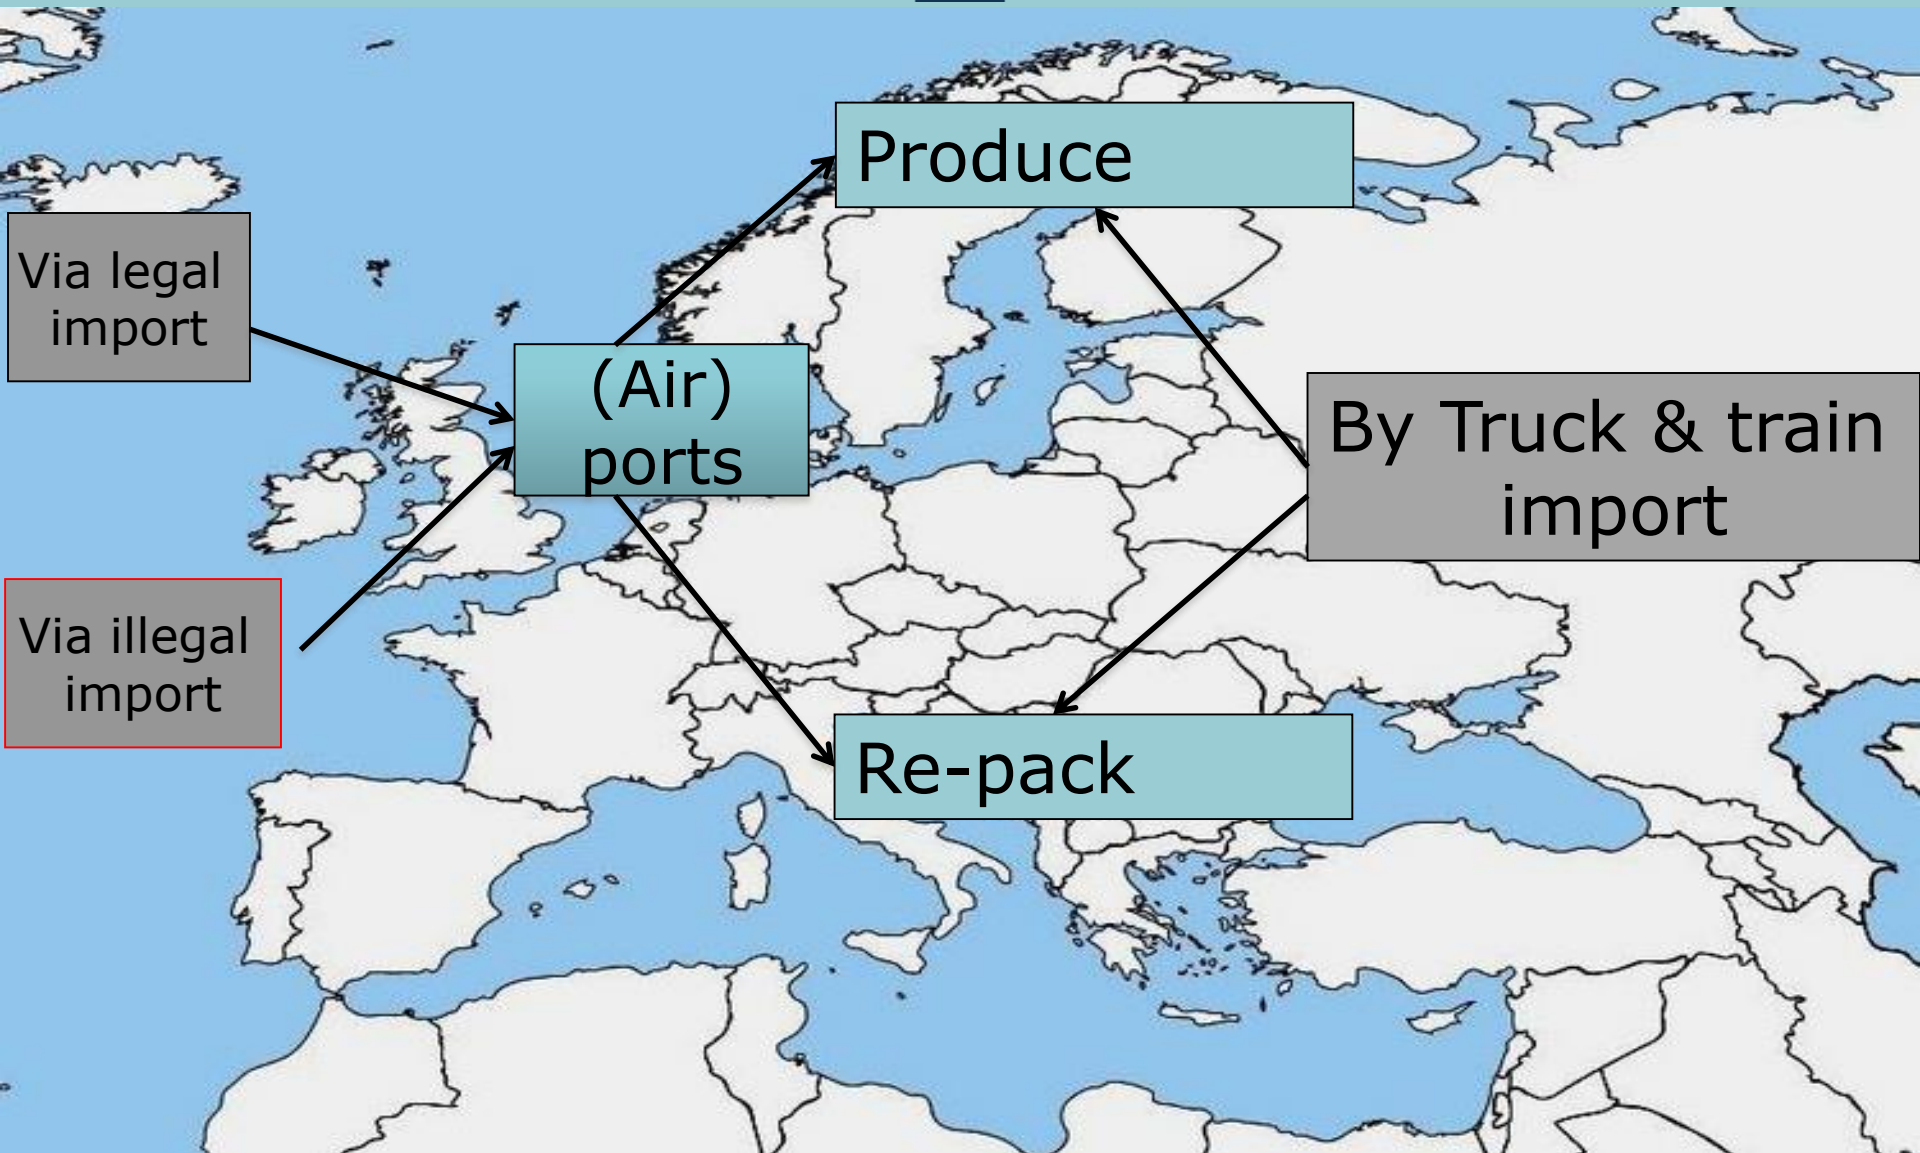 Produce
Via legal
import
(Air)
ports
By Truck & train
import
Via illegal
import
Re-pack